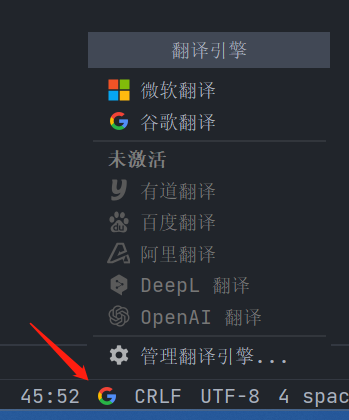 翻译引擎
微软翻译
谷歌翻译
未激活
有道翻译
百度翻译
阿里翻译
DeepL 翻译
OpenAI 翻译
管理翻译引擎...
45:52 CRLF UTF-8 4 spac